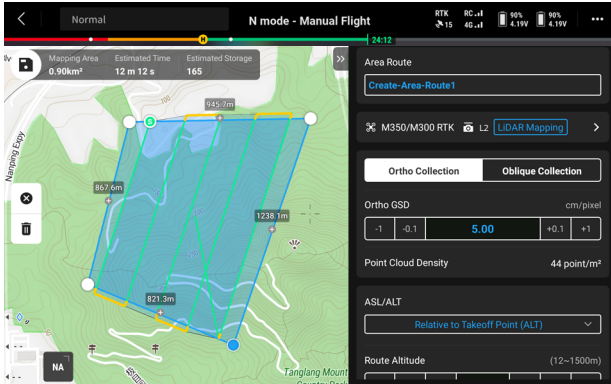 Normal
N mode - Manual Flight
RTK
15
RC
4G
90%
4.19V
90%
4.19V
H
24:12
Mapping Area
0.90km²
Estimated Time
12 m 12 s
Estimated Storage
165
Area Route
Create-Area-Route1
M350/M300 RTK
L2
LiDAR Mapping
Ortho Collection
Oblique Collection
Ortho GSD
cm/pixel
-1
-0.1
5.00
+0.1
+1
Point Cloud Density
44 point/m²
ASL/ALT
Relative to Takeoff Point (ALT)
Route Altitude
(12~1500m)
945.7m
S
Nanping Expy
867.6m
1238.1m
821.3m
NA
Tanglang Mount
Country Park